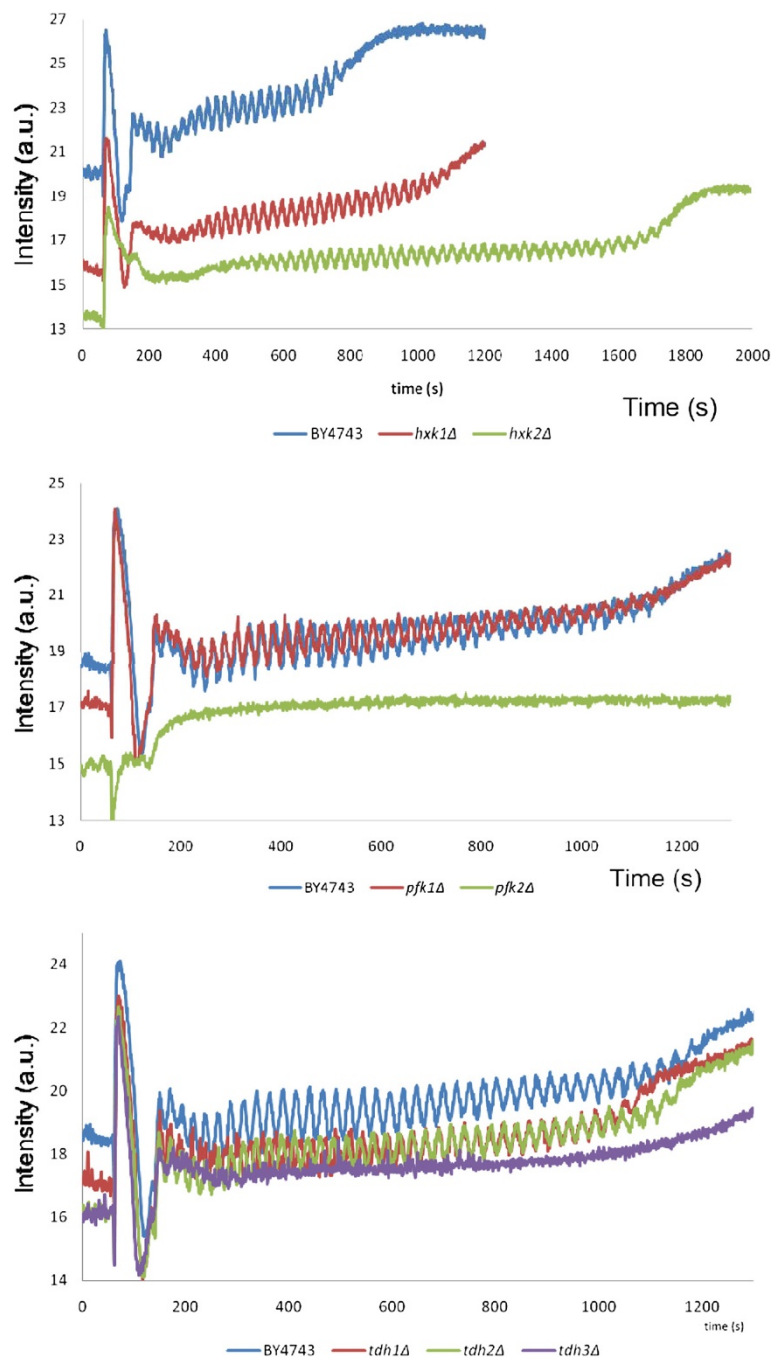 27
25
23
21
19
17
15
13
Intensity (a.u.)
0 200 400 600 800 1000 1200 1400 1600 1800 2000
time (s)
Time (s)
BY4743 hxk1Δ hxk2Δ
25
23
21
19
17
15
13
Intensity (a.u.)
0 200 400 600 800 1000 1200
BY4743 pfk1Δ pfk2Δ
Time (s)
24
22
20
18
16
14
Intensity (a.u.)
0 200 400 600 800 1000 1200
time (s)
BY4743 tdh1Δ tdh2Δ tdh3Δ